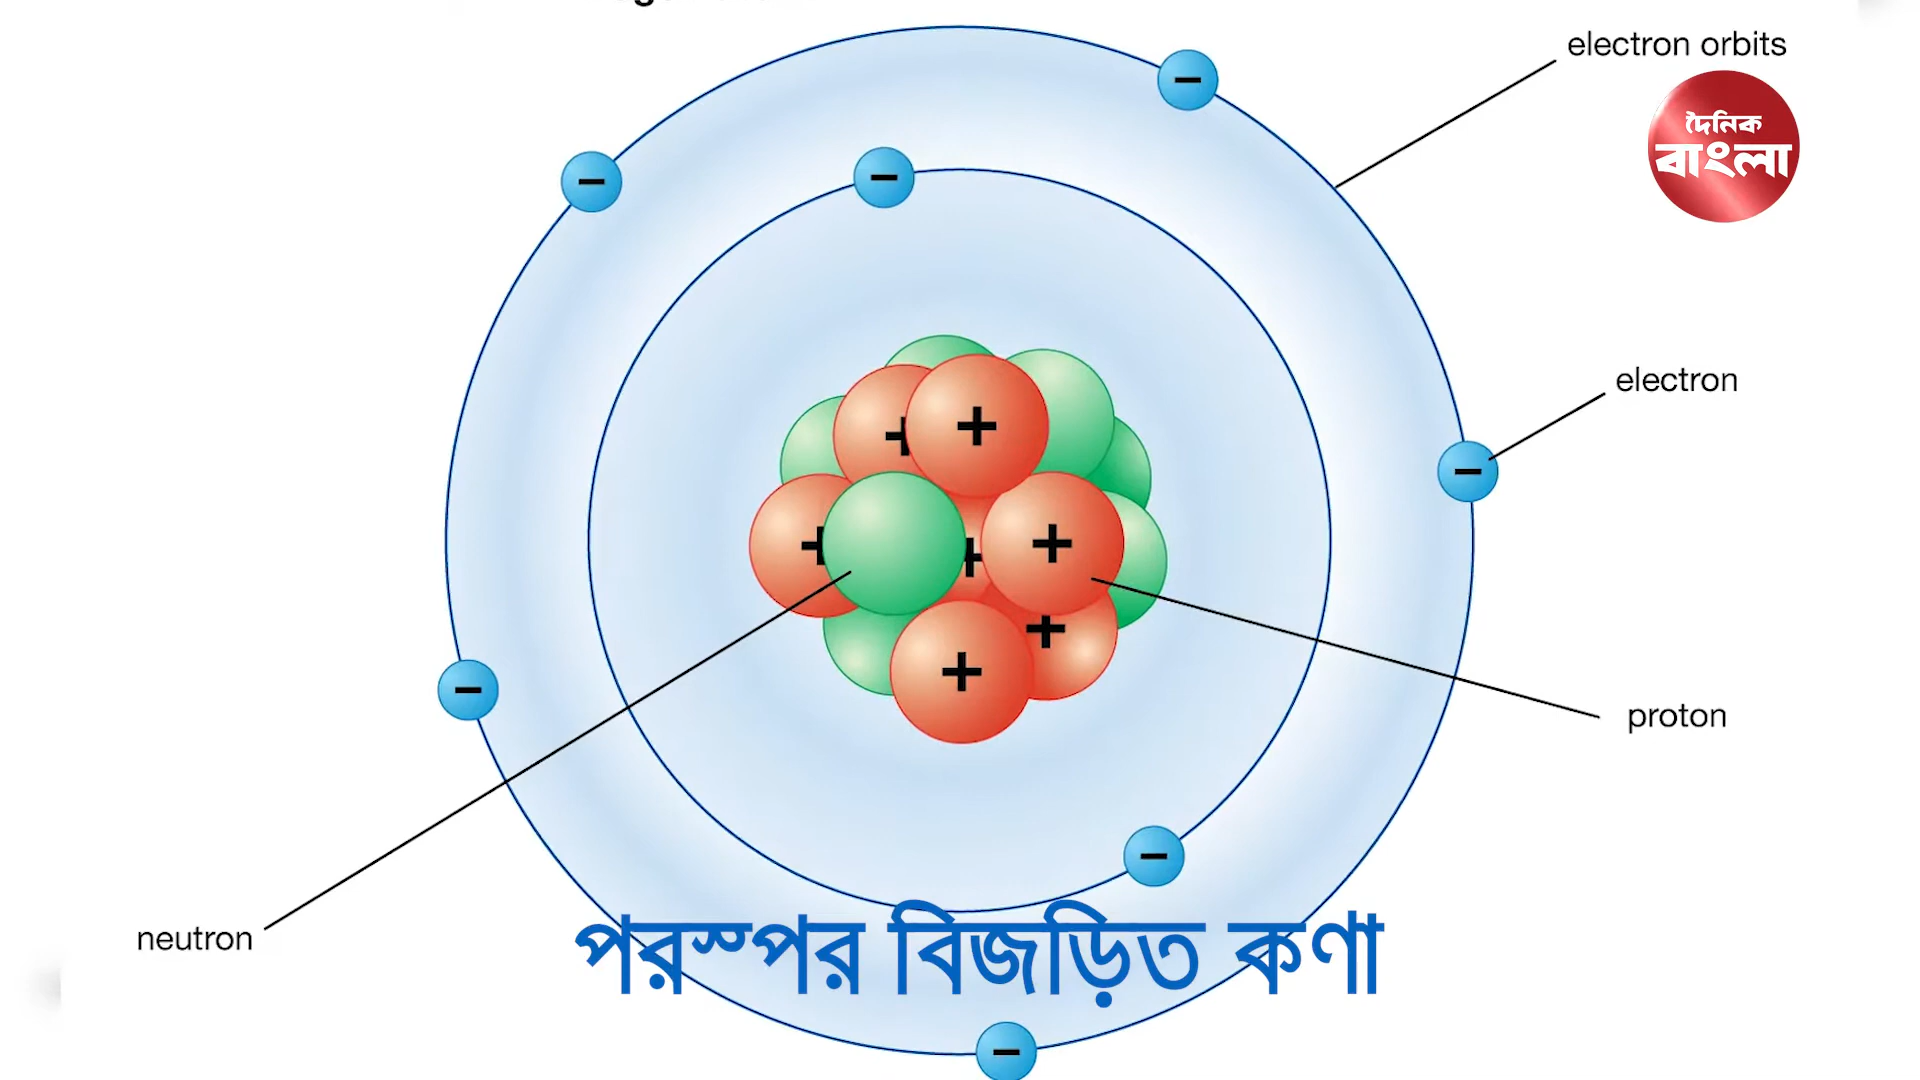 electron orbits
দৈনিক
বাংলা
electron
proton
neutron
পরস্পর বিজড়িত কণা